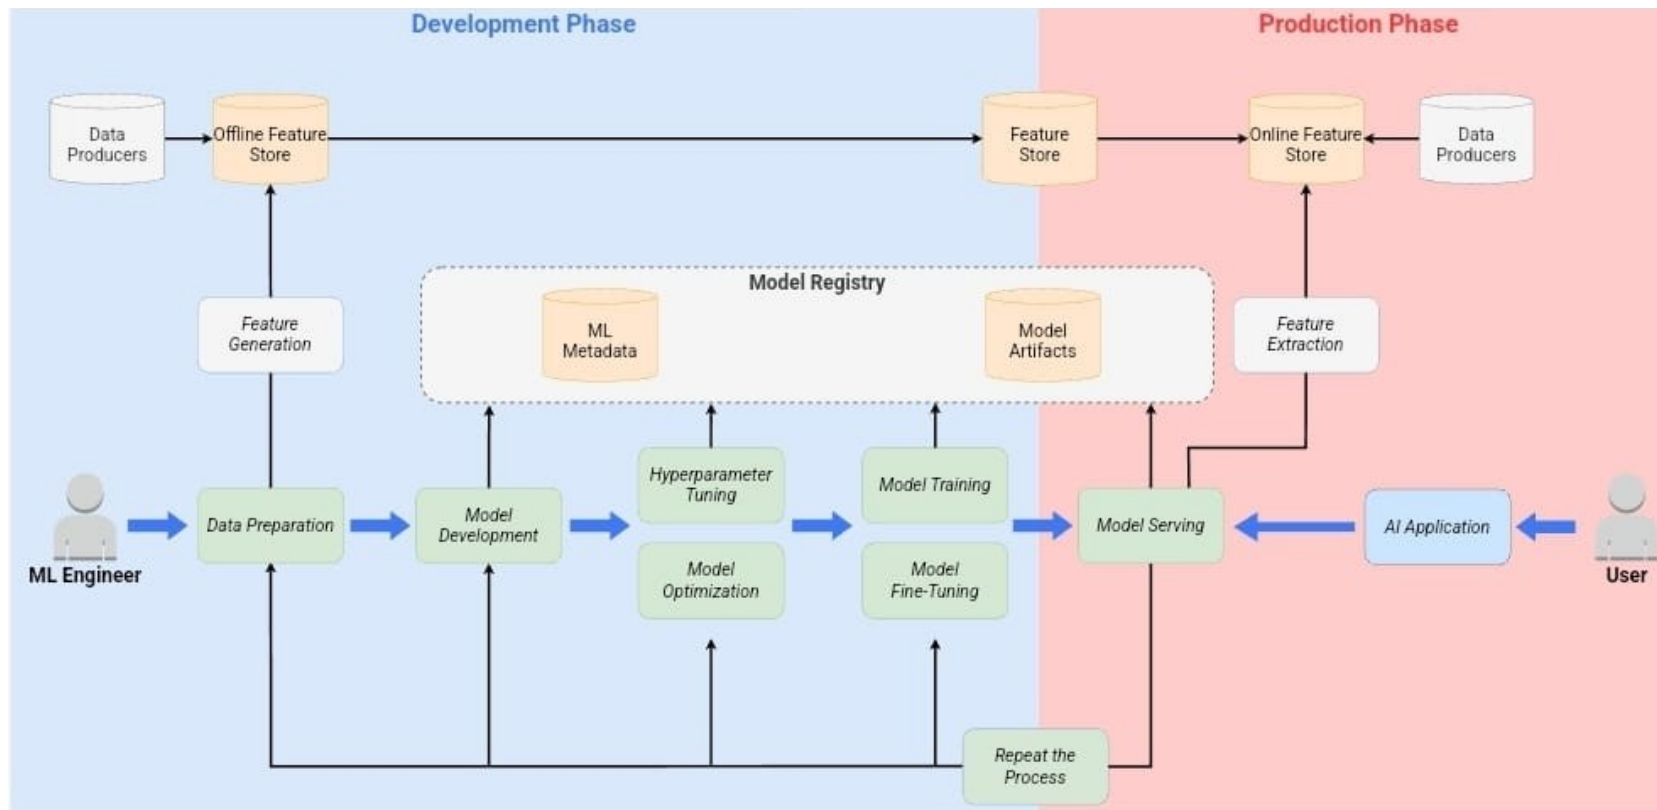 Development Phase
Production Phase
Data
Producers
Offline Feature
Store
Feature
Store
Online Feature
Store
Data
Producers
Model Registry
ML
Metadata
Model
Artifacts
Feature
Generation
Feature
Extraction
ML Engineer
Data Preparation
Model
Development
Hyperparameter
Tuning
Model
Optimization
Model Training
Model
Fine-Tuning
Model Serving
AI Application
User
Repeat the
Process